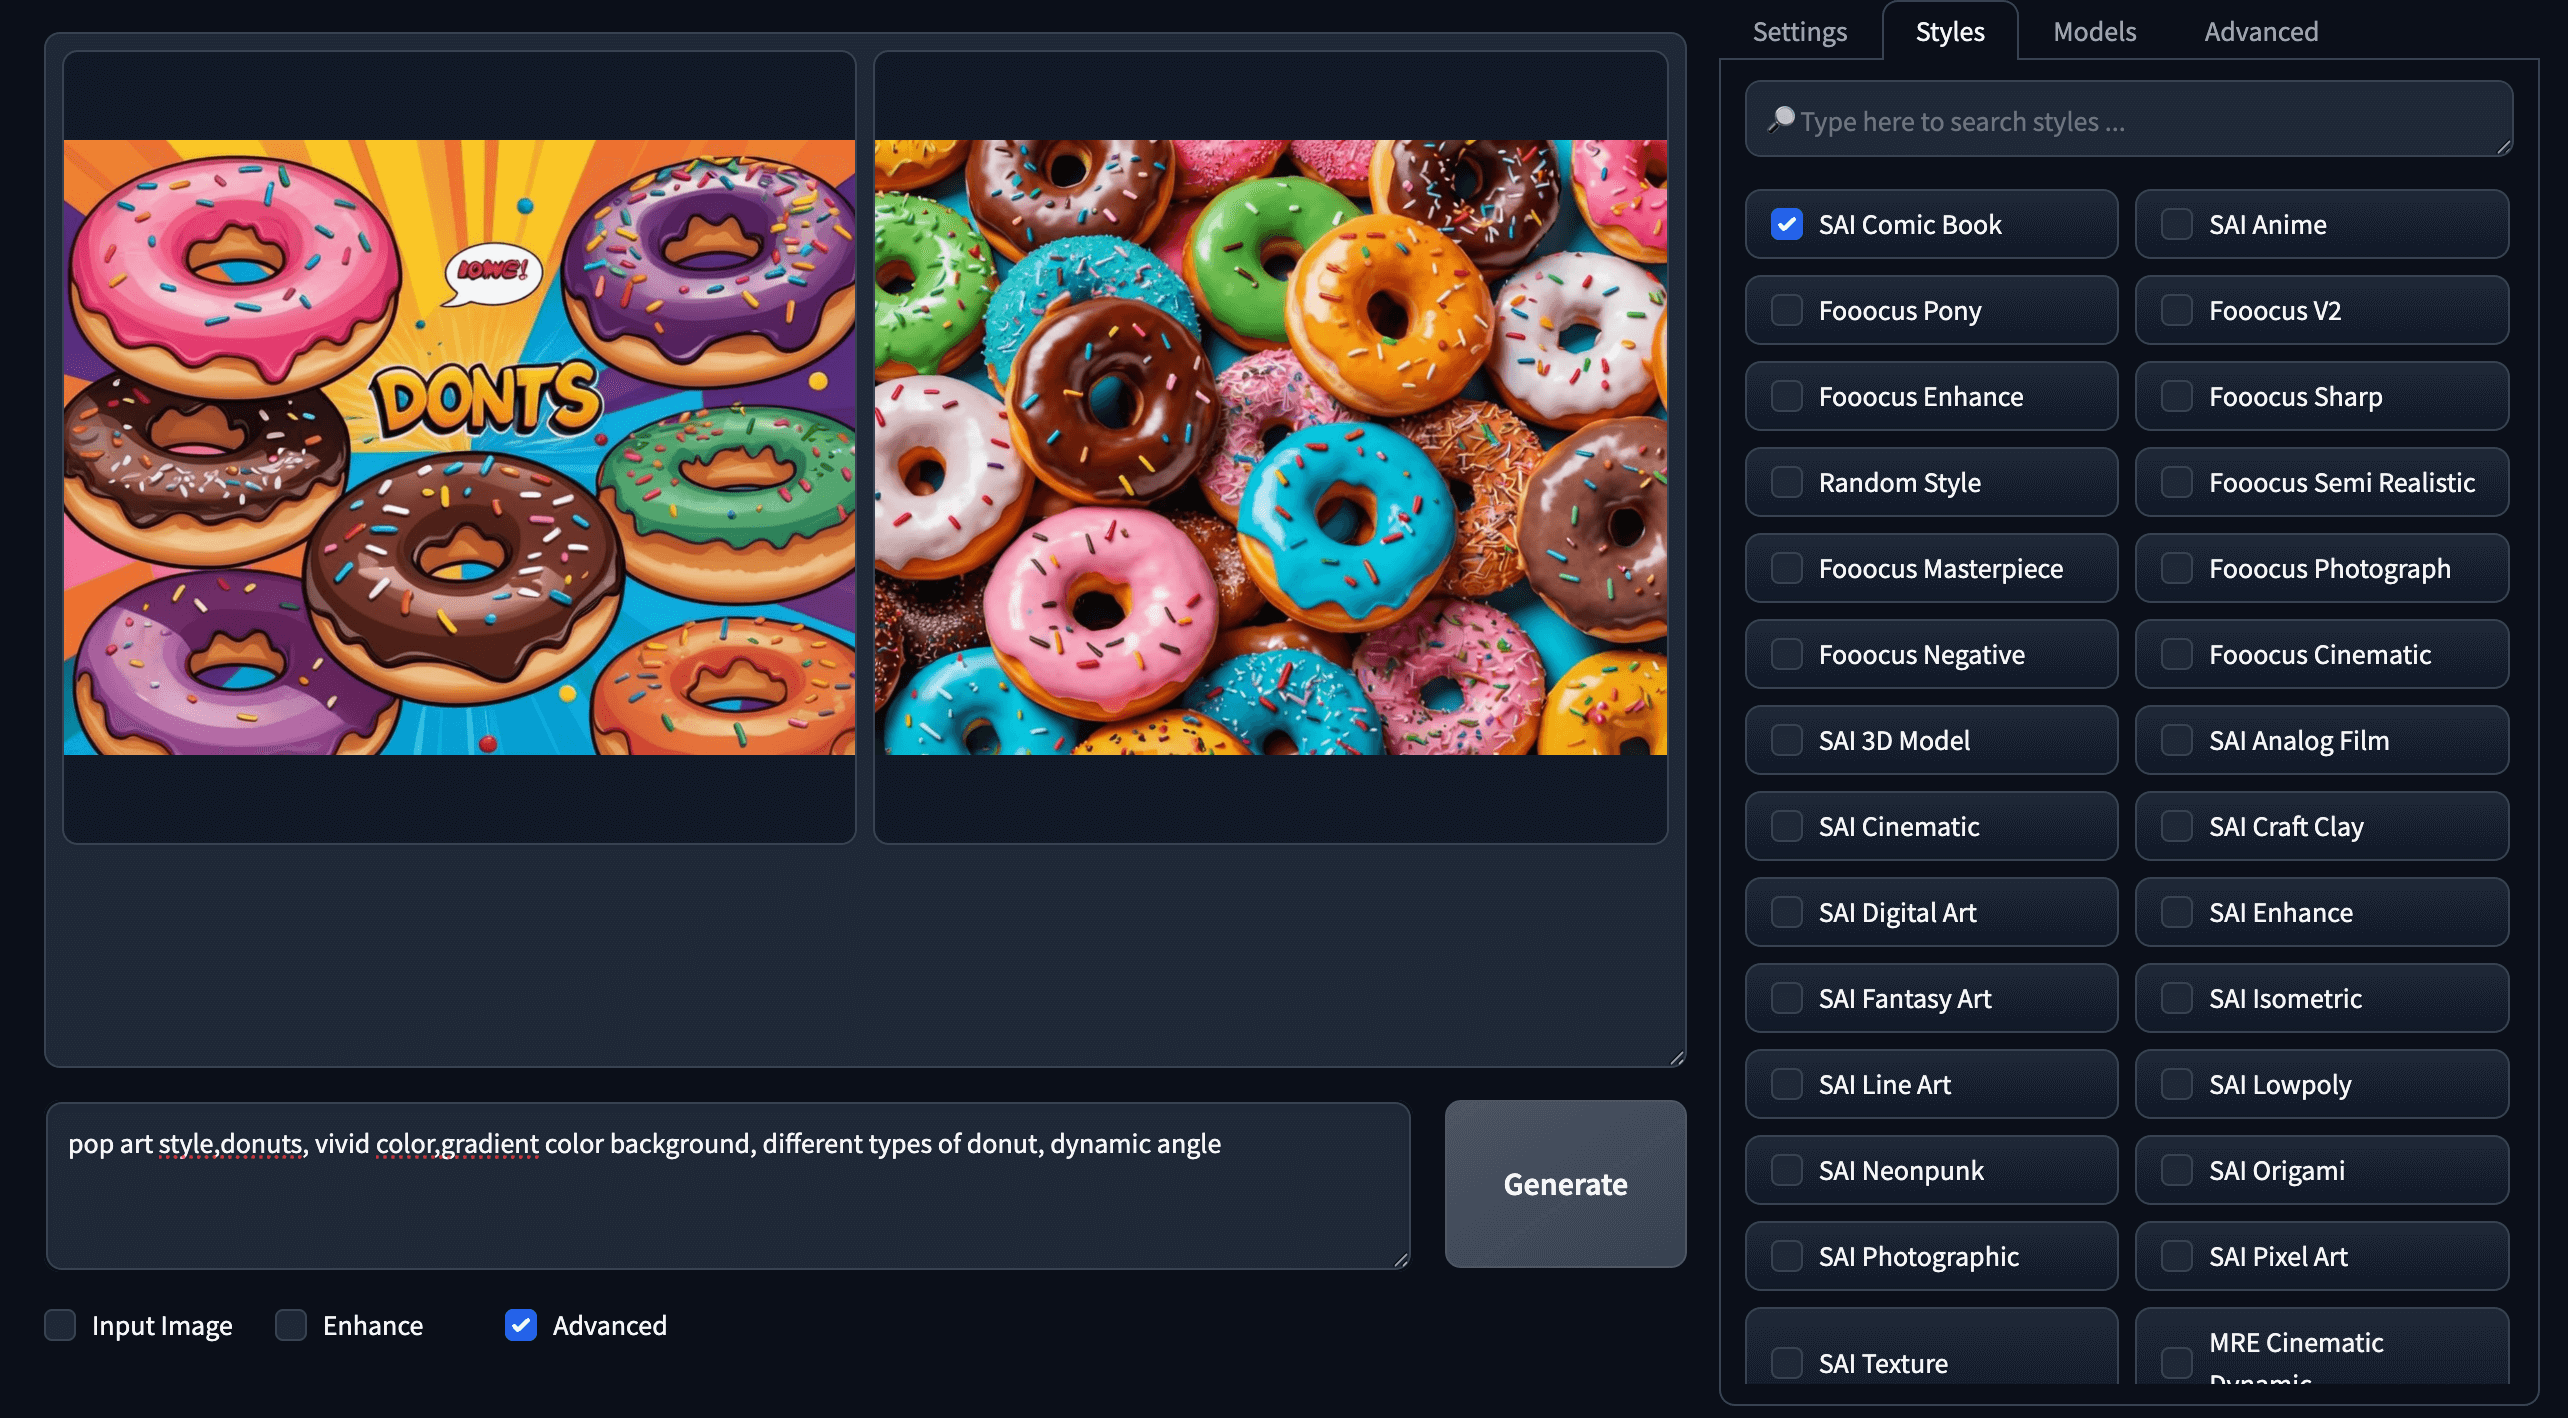 Settings
Styles
Models
Advanced
Type here to search styles ...
DONTS
SAI Comic Book
SAI Anime
Fooocus Pony
Fooocus V2
Fooocus Enhance
Fooocus Sharp
Random Style
Fooocus Semi Realistic
Fooocus Masterpiece
Fooocus Photograph
Fooocus Negative
Fooocus Cinematic
SAI 3D Model
SAI Analog Film
SAI Cinematic
SAI Craft Clay
SAI Digital Art
SAI Enhance
SAI Fantasy Art
SAI Isometric
SAI Line Art
SAI Lowpoly
SAI Neonpunk
SAI Origami
SAI Photographic
SAI Pixel Art
SAI Texture
MRE Cinematic
Dynamic
pop art style,donuts, vivid color,gradient color background, different types of donut, dynamic angle
Generate
Input Image
Enhance
Advanced